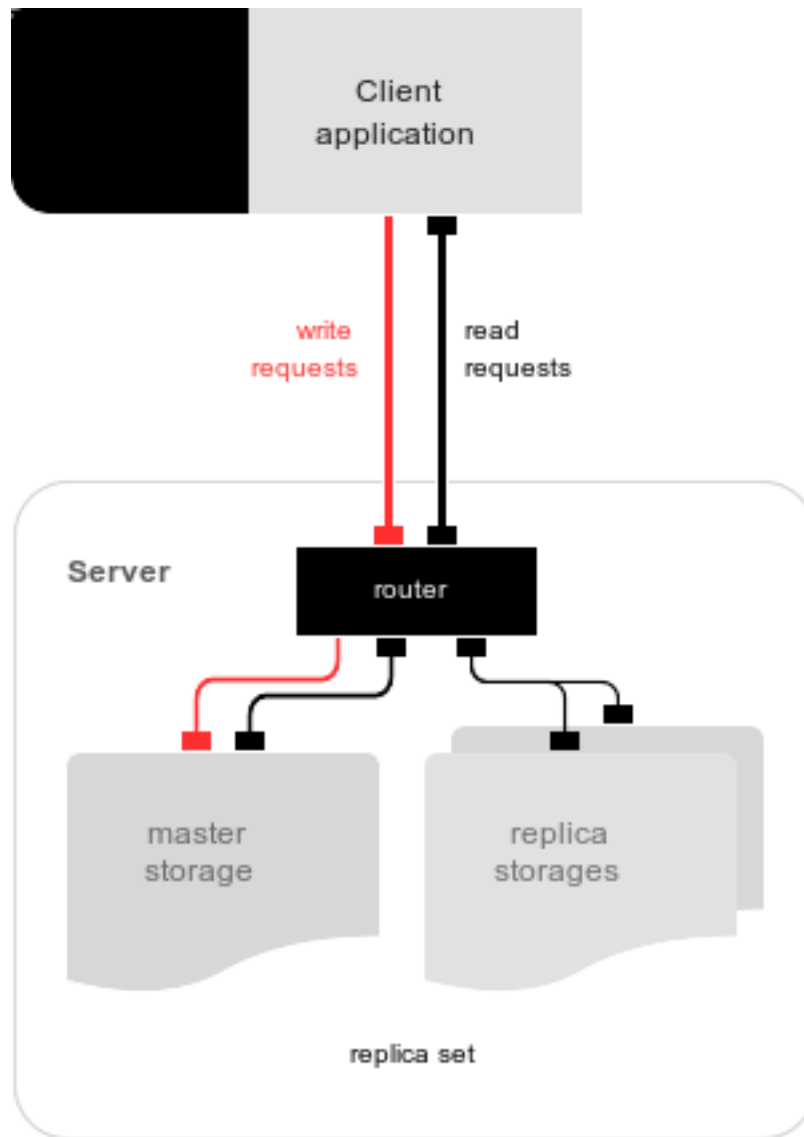 Client
application
write
requests
read
requests
Server
router
master
storage
replica
storages
replica set